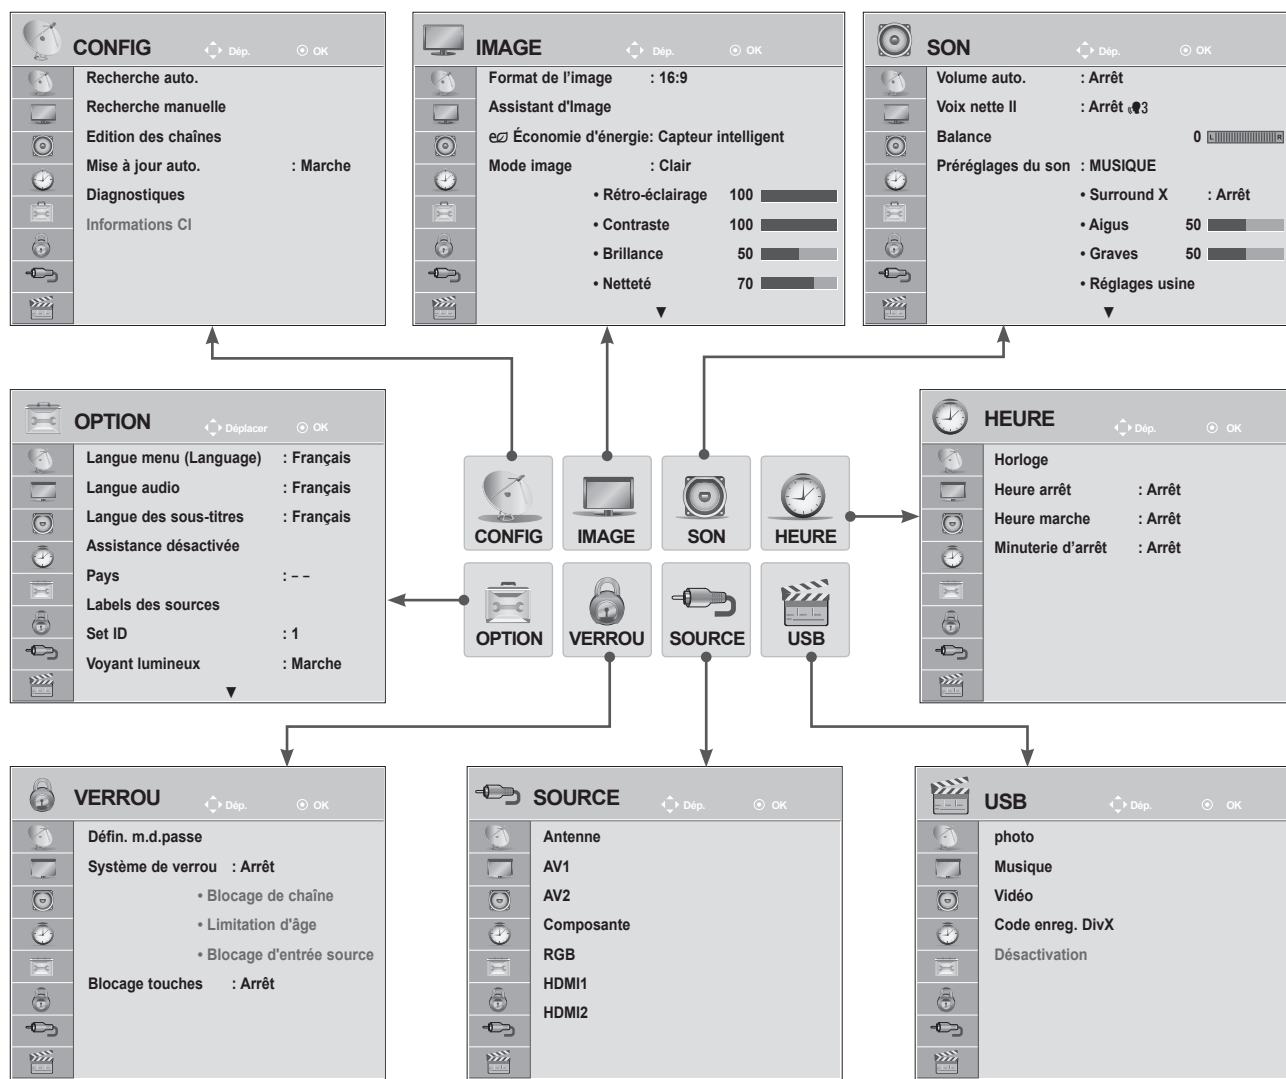 CONFIG Dép. OK
Recherche auto.
Recherche manuelle
Edition des chaînes
Mise à jour auto. : Marche
Diagnostiques
Informations CI
IMAGE Dép. OK
Format de l'image : 16:9
Assistant d'Image
e Économie d'énergie: Capteur intelligent
Mode image : Clair
• Rétro-éclairage 100
• Contraste 100
• Brillance 50
• Netteté 70
▼
SON Dép. OK
Volume auto. : Arrêt
Voix nette II : Arrêt 3
Balance 0 L R
Préréglages du son : MUSIQUE
• Surround X : Arrêt
• Aigus 50
• Graves 50
• Réglages usine
▼
OPTION Déplacer OK
Langue menu (Language) : Français
Langue audio : Français
Langue des sous-titres : Français
Assistance désactivée
Pays : – –
Labels des sources
Set ID : 1
Voyant lumineux : Marche
▼
CONFIG
IMAGE
SON
HEURE
OPTION
VERROU
SOURCE
USB
HEURE Dép. OK
Horloge
Heure arrêt : Arrêt
Heure marche : Arrêt
Minuterie d'arrêt : Arrêt
VERROU Dép. OK
Défin. m.d.passe
Système de verrou : Arrêt
• Blocage de chaîne
• Limitation d'âge
• Blocage d'entrée source
Blocage touches : Arrêt
SOURCE Dép. OK
Antenne
AV1
AV2
Composante
RGB
HDMI1
HDMI2
USB Dép. OK
photo
Musique
Vidéo
Code enreg. DivX
Désactivation